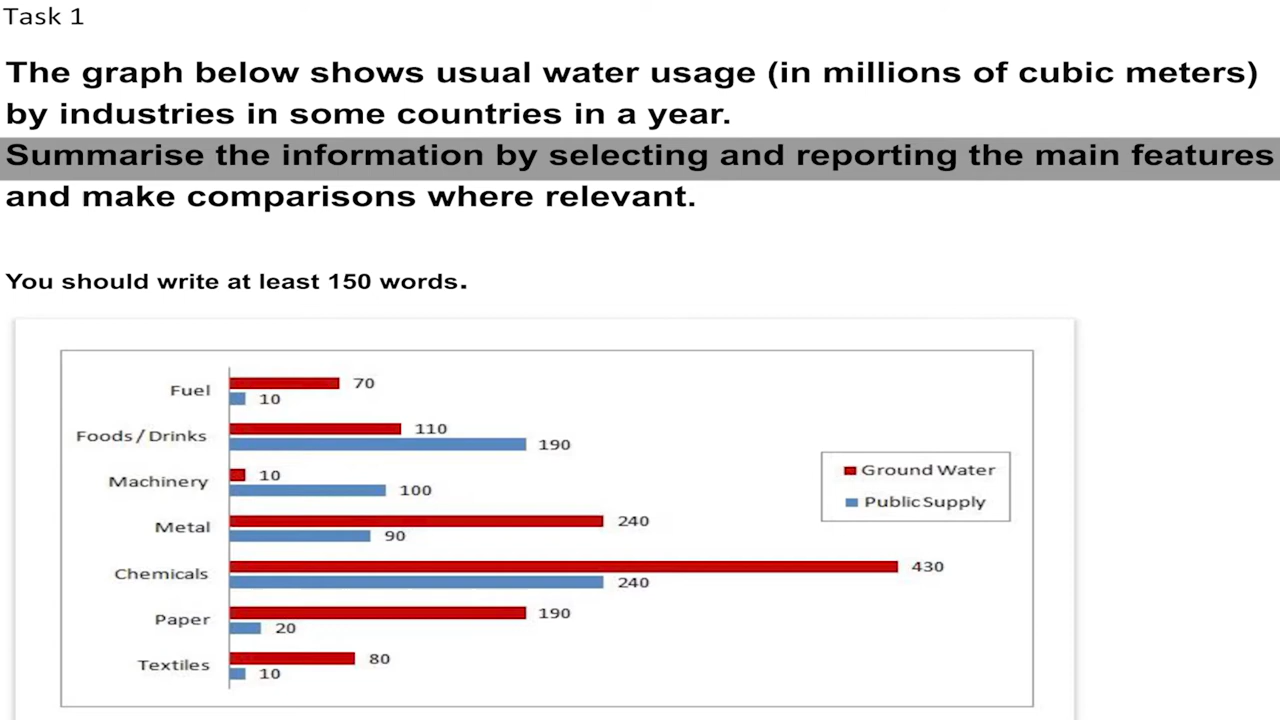 Task 1
The graph below shows usual water usage (in millions of cubic meters)
by industries in some countries in a year.
Summarise the information by selecting and reporting the main features
and make comparisons where relevant.
You should write at least 150 words.
Fuel
70
10
Foods / Drinks
110
190
Machinery
10
100
Metal
240
90
Chemicals
430
240
Paper
190
20
Textiles
80
10
Ground Water
Public Supply